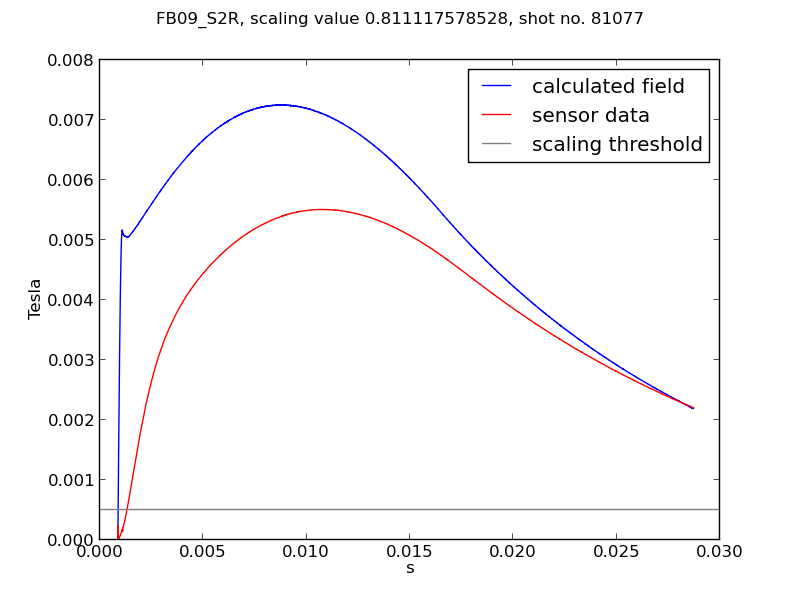 FB09_S2R, scaling value 0.811117578528, shot no. 81077
calculated field
sensor data
scaling threshold
0.008
0.007
0.006
0.005
0.004
0.003
0.002
0.001
0.000
Tesla
0.000 0.005 0.010 0.015 0.020 0.025 0.030
s